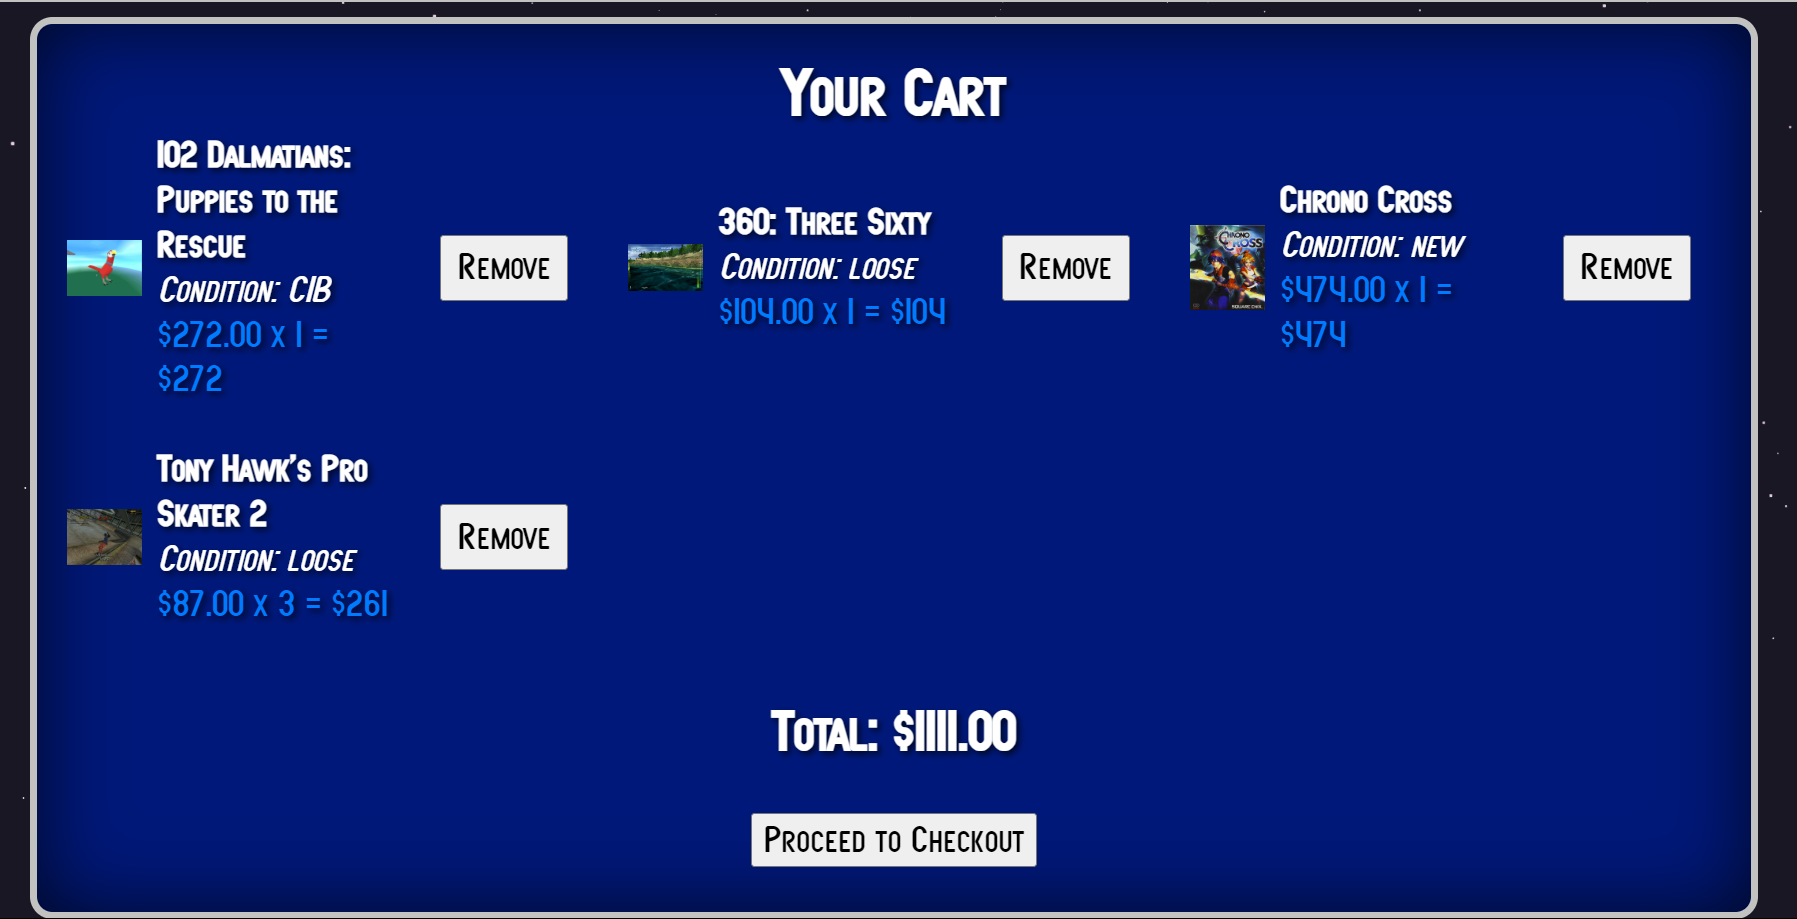 Your Cart
102 Dalmatians:
Puppies to the
Rescue
Condition: CIB
$272.00 x 1 =
$272
Remove
360: Three Sixty
Condition: loose
$104.00 x 1 = $104
Remove
Chrono Cross
Condition: new
$474.00 x 1 =
$474
Remove
Tony Hawk's Pro
Skater 2
Condition: loose
$87.00 x 3 = $261
Remove
Total: $1111.00
Proceed to Checkout
CHRONO
CROSS